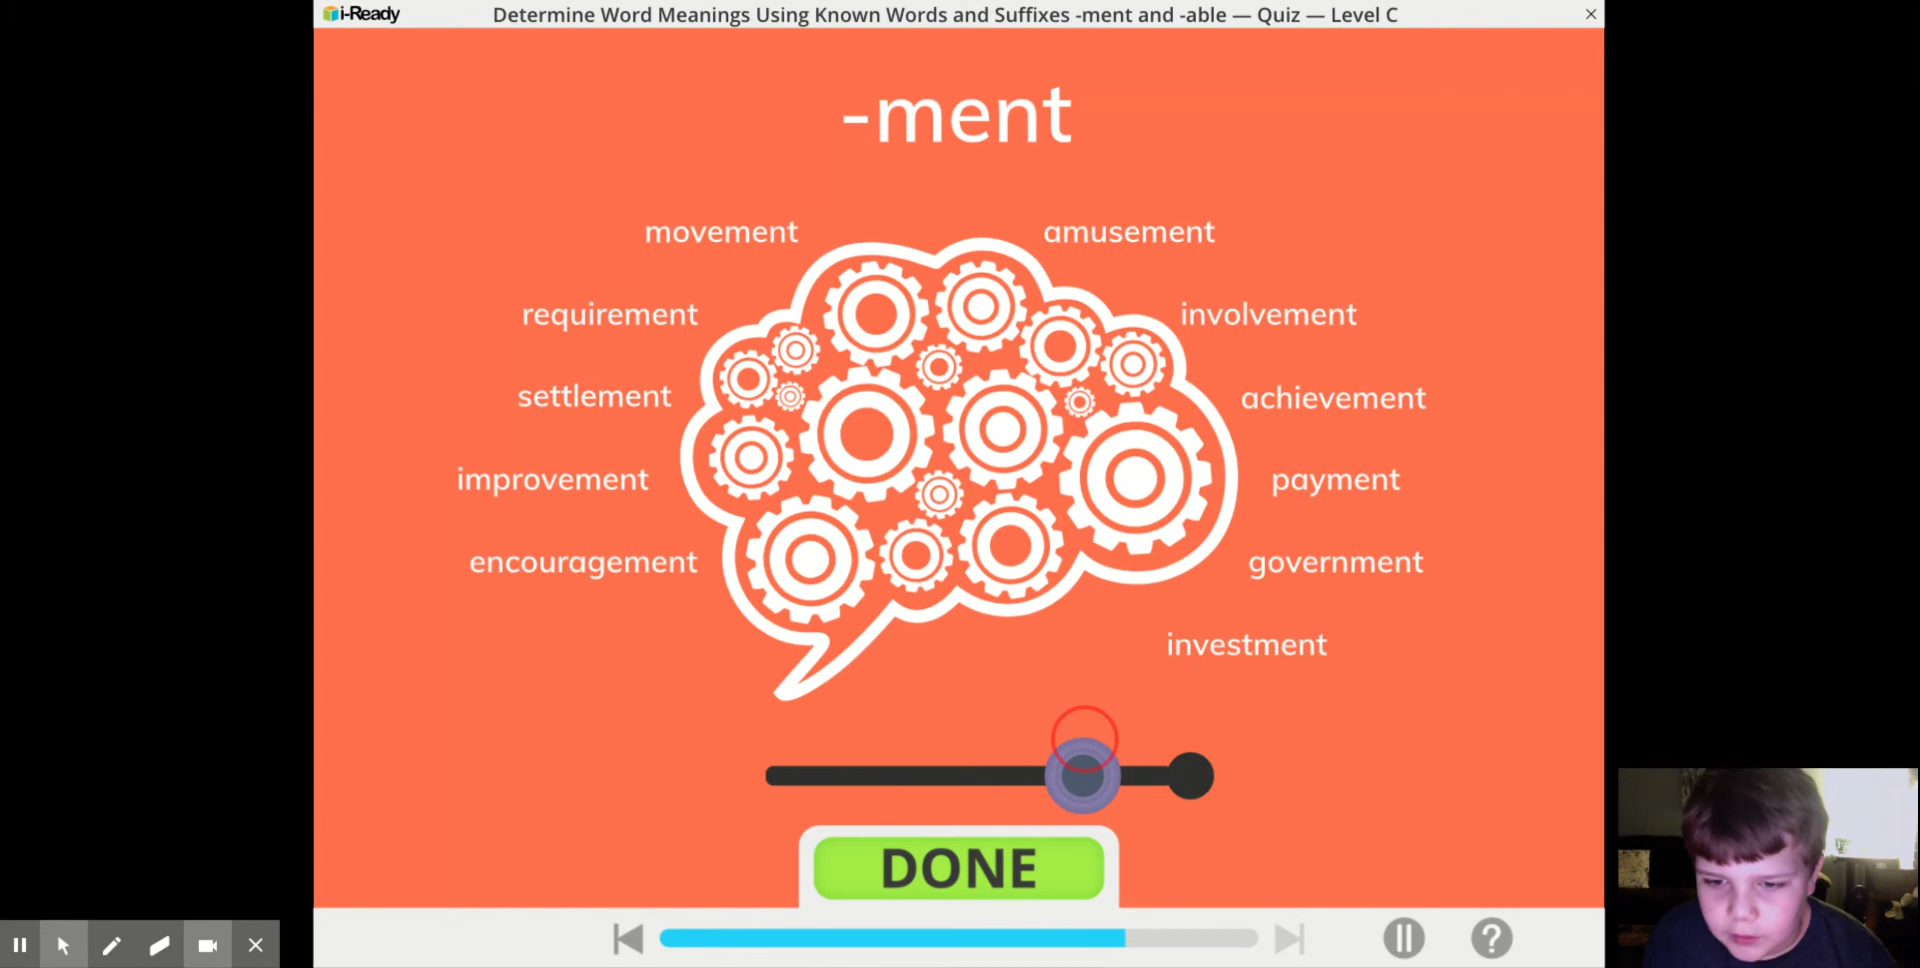 i-Ready
Determine Word Meanings Using Known Words and Suffixes -ment and -able — Quiz — Level C
-ment
movement
amusement
requirement
involvement
settlement
achievement
improvement
payment
encouragement
government
investment
DONE
?